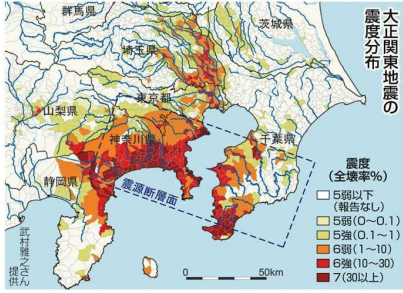 大正関東地震の
震度分布
群馬県
茨城県
埼玉県
東京都
山梨県
神奈川県
千葉県
静岡県
震源断層面
震度
(全壊率%)
5弱以下
(報告なし)
5弱(0〜0.1)
5強(0.1〜1)
6弱(1〜10)
6強(10〜30)
7(30以上)
0
50km
武村雅之さん
提供